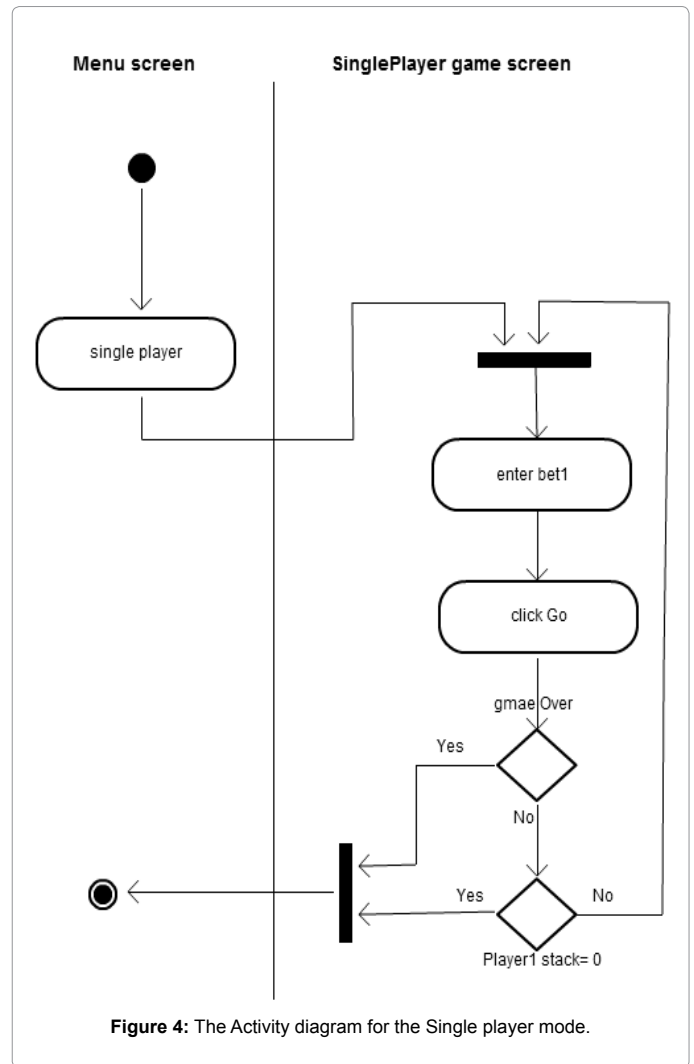 Menu screen
SinglePlayer game screen
single player
enter bet1
click Go
gmae Over
Yes
No
Yes
No
Player1 stack= 0
Figure 4: The Activity diagram for the Single player mode.